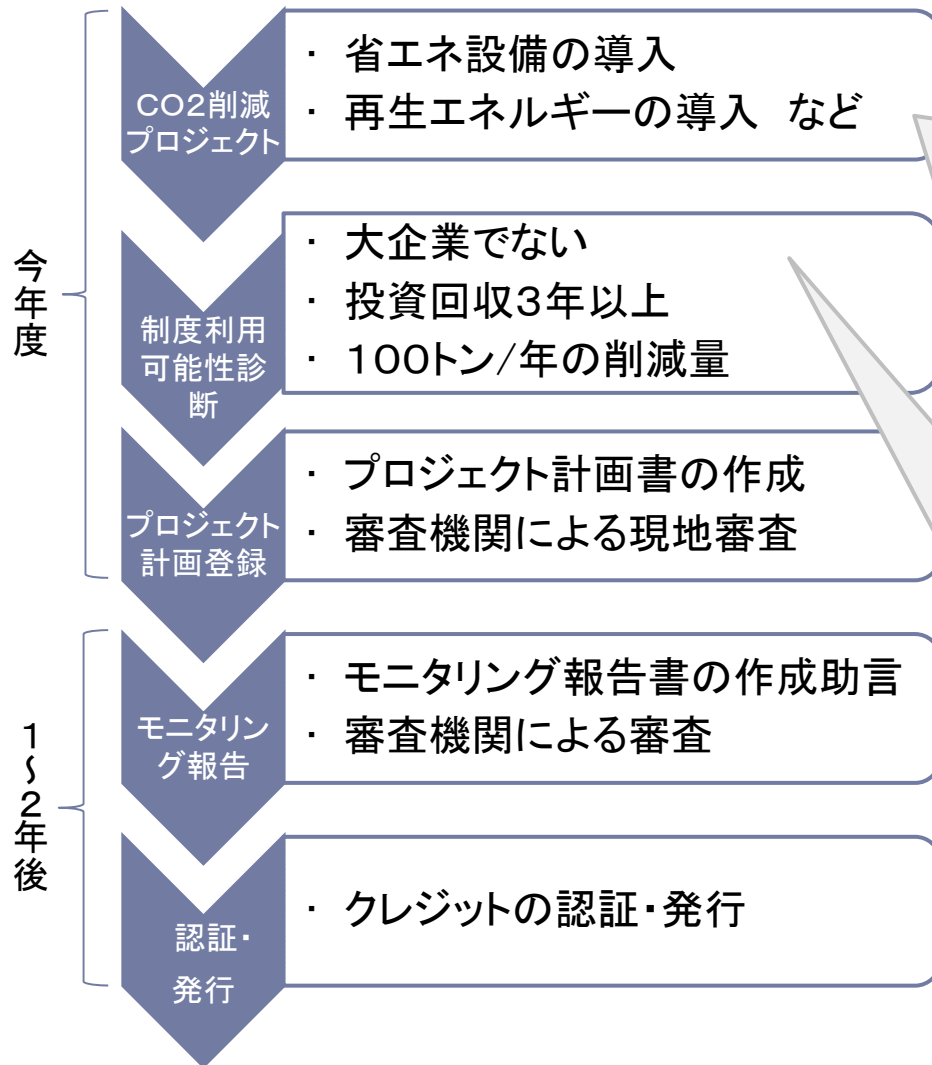 今年度
CO2削減
プロジェクト
・ 省エネ設備の導入
・ 再生エネルギーの導入 など
制度利用
可能性診
断
・ 大企業でない
・ 投資回収3年以上
・ 100トン/年の削減量
プロジェクト
計画登録
・ プロジェクト計画書の作成
・ 審査機関による現地審査
1~2年後
モニタリン
グ報告
・ モニタリング報告書の作成助言
・ 審査機関による審査
認証・
発行
・ クレジットの認証・発行